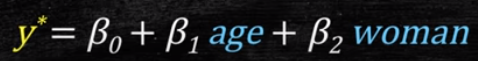 y* = β₀ + β₁ age + β₂ woman